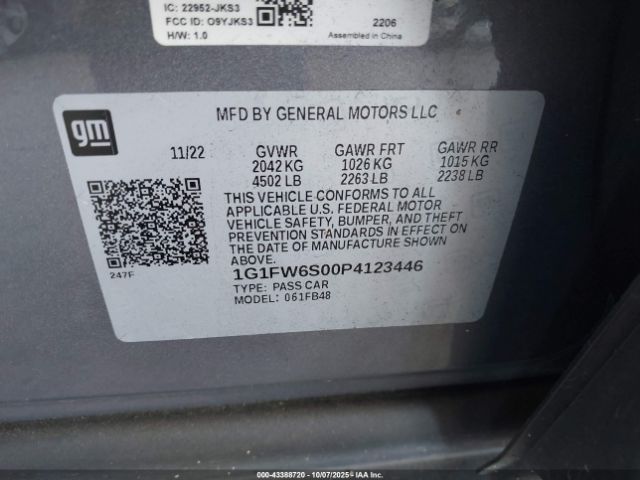 IC: 22952-JKS3
FCC ID: O9YJKS3
2206
H/W: 1.0
Assembled in China
gm
MFD BY GENERAL MOTORS LLC
11/22 GVWR GAWR FRT GAWR RR
2042 KG 1026 KG 1015 KG
4502 LB 2263 LB 2238 LB
THIS VEHICLE CONFORMS TO ALL
APPLICABLE U.S. FEDERAL MOTOR
VEHICLE SAFETY, BUMPER, AND THEFT
PREVENTION STANDARDS IN EFFECT ON
THE DATE OF MANUFACTURE SHOWN
ABOVE.
247F
1G1FW6S00P4123446
TYPE: PASS CAR
MODEL: 061FB48
000-43388720 - 10/07/2025 - © IAA Inc.